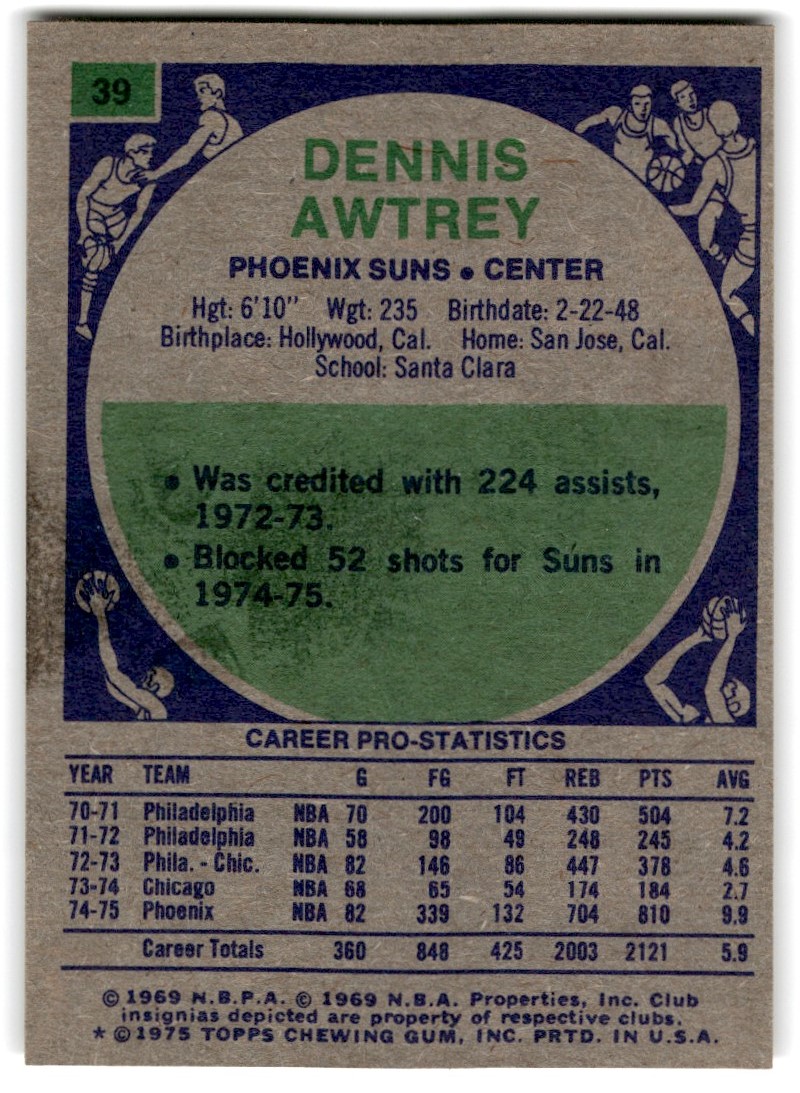 39
DENNIS
AWTREY
PHOENIX SUNS • CENTER
Hgt: 6'10" Wgt: 235 Birthdate: 2-22-48
Birthplace: Hollywood, Cal. Home: San Jose, Cal.
School: Santa Clara
• Was credited with 224 assists,
1972-73.
• Blocked 52 shots for Suns in
1974-75.
CAREER PRO-STATISTICS
YEAR TEAM G FG FT REB PTS AVG
70-71 Philadelphia NBA 70 200 104 430 504 7.2
71-72 Philadelphia NBA 58 98 49 248 245 4.2
72-73 Phila. - Chic. NBA 82 146 86 447 378 4.6
73-74 Chicago NBA 68 65 54 174 184 2.7
74-75 Phoenix NBA 82 339 132 704 810 9.9
Career Totals 360 848 425 2003 2121 5.9
© 1969 N.B.P.A. © 1969 N.B.A. Properties, Inc. Club
insignias depicted are property of respective clubs.
* © 1975 TOPPS CHEWING GUM, INC. PRTD. IN U.S.A.